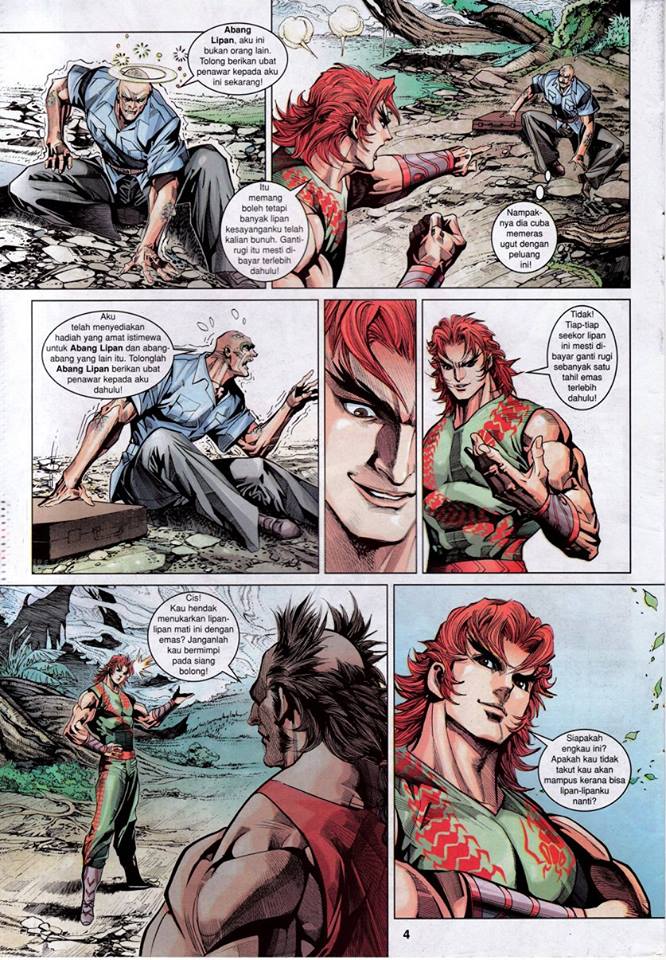 Abang
Lipan, aku ini
bukan orang lain.
Tolong berikan ubat
penawar kepada aku
ini sekarang!
Itu
memang
boleh tetapi
banyak lipan
kesayanganku telah
kalian bunuh. Ganti-
rugi itu mesti di-
bayar terlebih
dahulu!
Nampak-
nya dia cuba
memeras
ugut dengan
peluang
ini!
Aku
telah menyediakan
hadiah yang amat istimewa
untuk Abang Lipan dan abang-
abang yang lain itu. Tolonglah
Abang Lipan berikan ubat
penawar kepada aku
dahulu!
Tidak!
Tiap-tiap
seekor lipan
ini mesti di-
bayar ganti rugi
sebanyak satu
tahil emas
terlebih
dahulu!
Cis!
Kau hendak
menukarkan lipan-
lipan mati ini dengan
emas? Janganlah
kau bermimpi
pada siang
bolong!
Siapakah
engkau ini?
Apakah kau tidak
takut kau akan
mampus kerana bisa
lipan-lipanku
nanti?
4